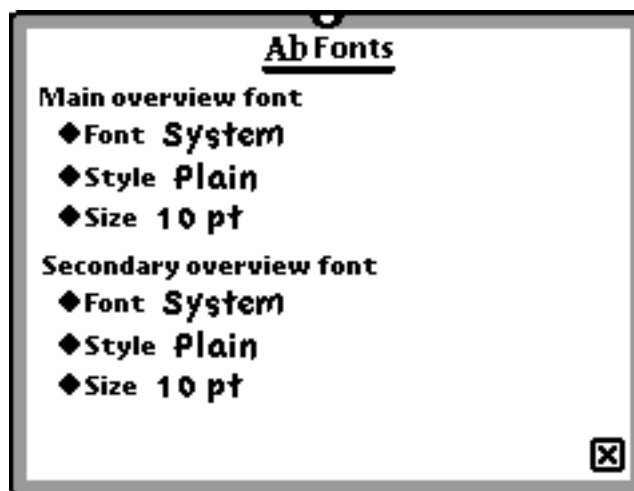 Ab Fonts
Main overview font
◆Font System
◆Style Plain
◆Size 10 pt
Secondary overview font
◆Font System
◆Style Plain
◆Size 10 pt